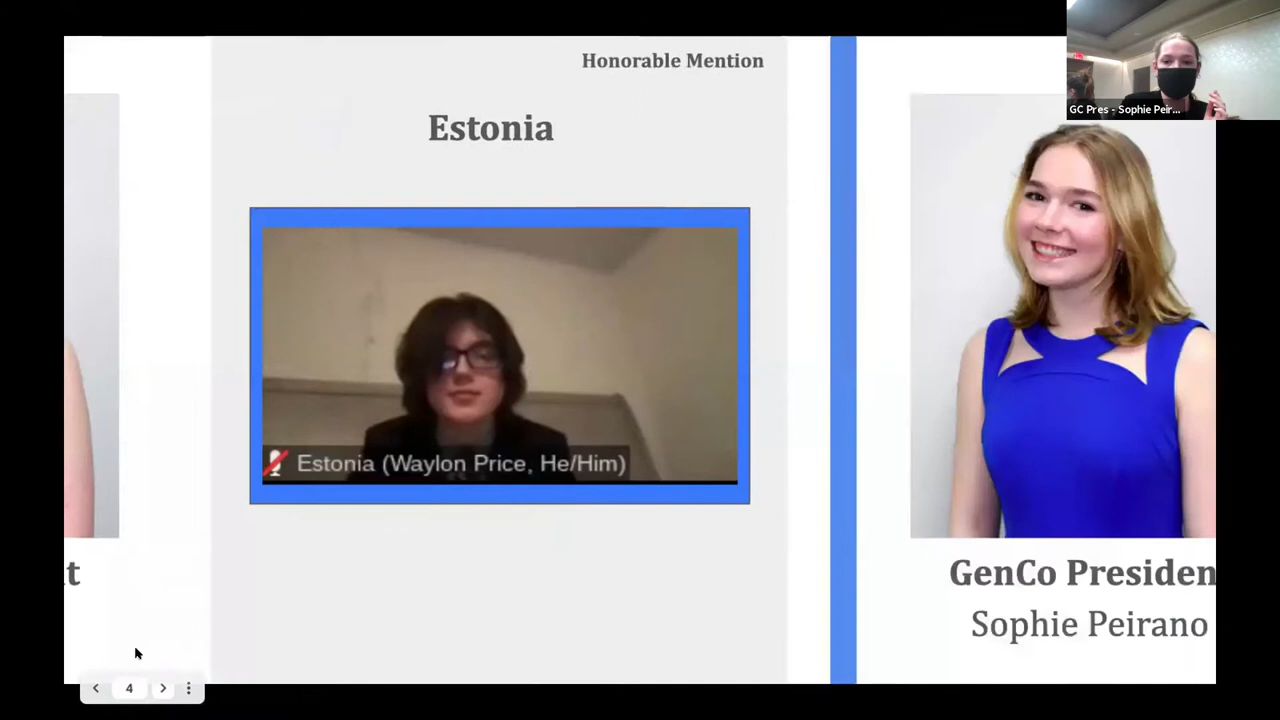 Honorable Mention
Estonia
Estonia (Waylon Price, He/Him)
GC Pres - Sophie Peir...
t
GenCo Presiden
Sophie Peirano
4